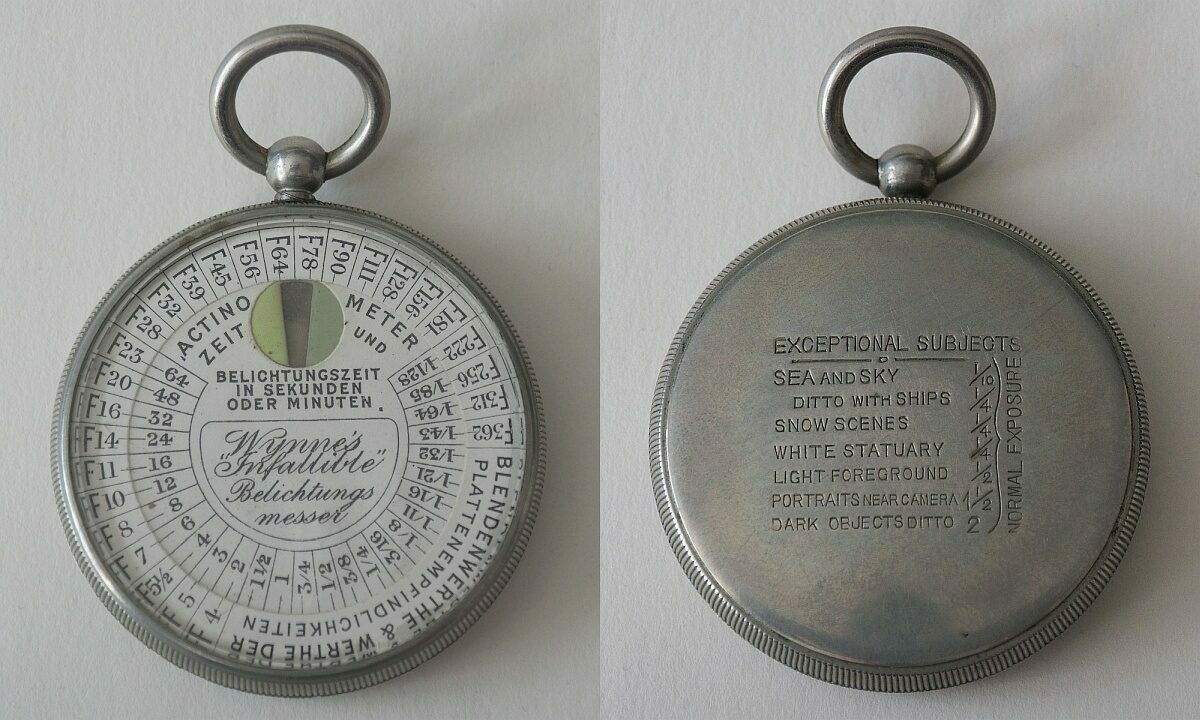 F4 F5 F5½ F7 F8 F10 F11 F14 F16 F20 F23 F28 F32 F39 F45 F56 F64 F78 F90 F111 F128 F156 F181 F222 F256 F312 F362
BLENDENWERTHE & WERTHE DER
PLATTENEMPFINDLICHKEITEN
ACTINO METER
ZEIT UND
BELICHTUNGSZEIT
IN SEKUNDEN
ODER MINUTEN.
64 48 32 24 16 12 8 6 4 3 2 1½ 1 3/4 1/2 3/8 1/4 3/16 1/8 1/11 1/16 1/21 1/32 1/43 1/64 1/85 1/128
Wynne's
"Infallible"
Belichtungs
messer
EXCEPTIONAL SUBJECTS
SEA AND SKY 1/10
DITTO WITH SHIPS 1/4
SNOW SCENES 1/4
WHITE STATUARY 1/4
LIGHT FOREGROUND 1/2
PORTRAITS NEAR CAMERA 1½
DARK OBJECTS DITTO 2
NORMAL EXPOSURE